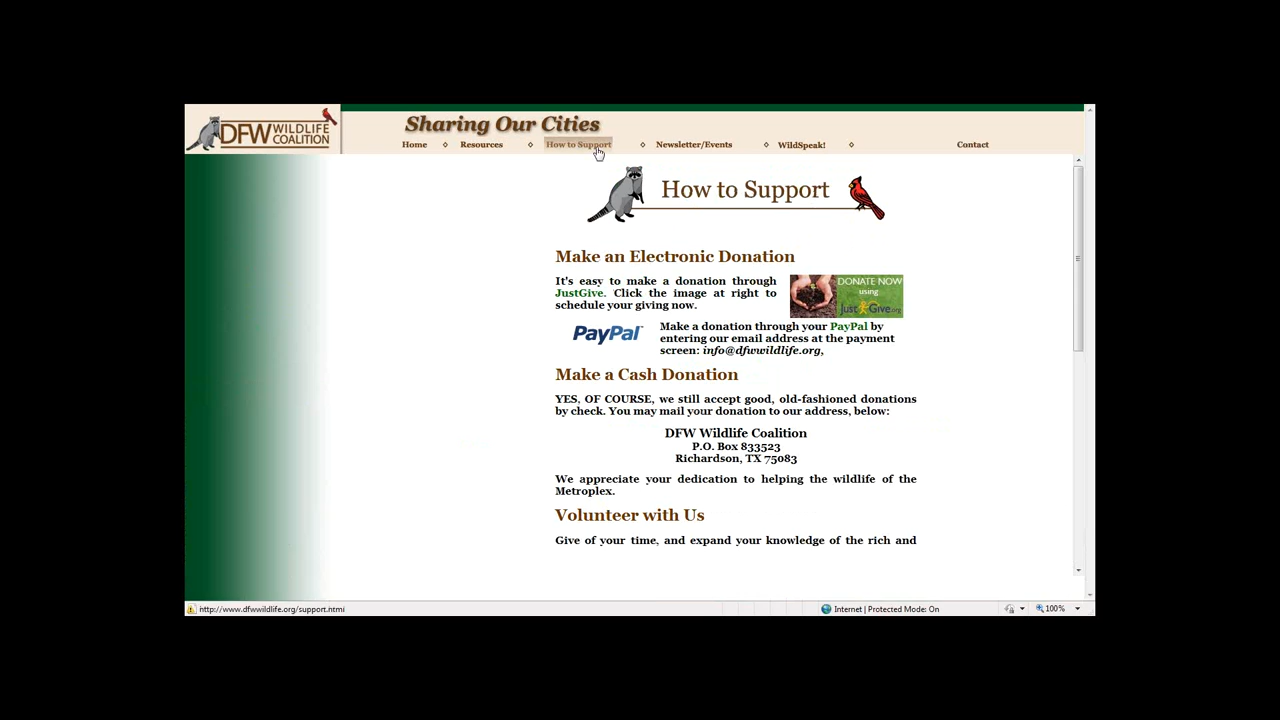 DFW WILDLIFE COALITION
Sharing Our Cities
Home Resources How to Support Newsletter/Events WildSpeak! Contact
How to Support
Make an Electronic Donation
It's easy to make a donation through
JustGive. Click the image at right to
schedule your giving now.
DONATE NOW
using
JustGive.org
PayPal
Make a donation through your PayPal by
entering our email address at the payment
screen: info@dfwwildlife.org,
Make a Cash Donation
YES, OF COURSE, we still accept good, old-fashioned donations
by check. You may mail your donation to our address, below:
DFW Wildlife Coalition
P.O. Box 833523
Richardson, TX 75083
We appreciate your dedication to helping the wildlife of the
Metroplex.
Volunteer with Us
Give of your time, and expand your knowledge of the rich and
http://www.dfwwildlife.org/support.html Internet | Protected Mode: On 100%